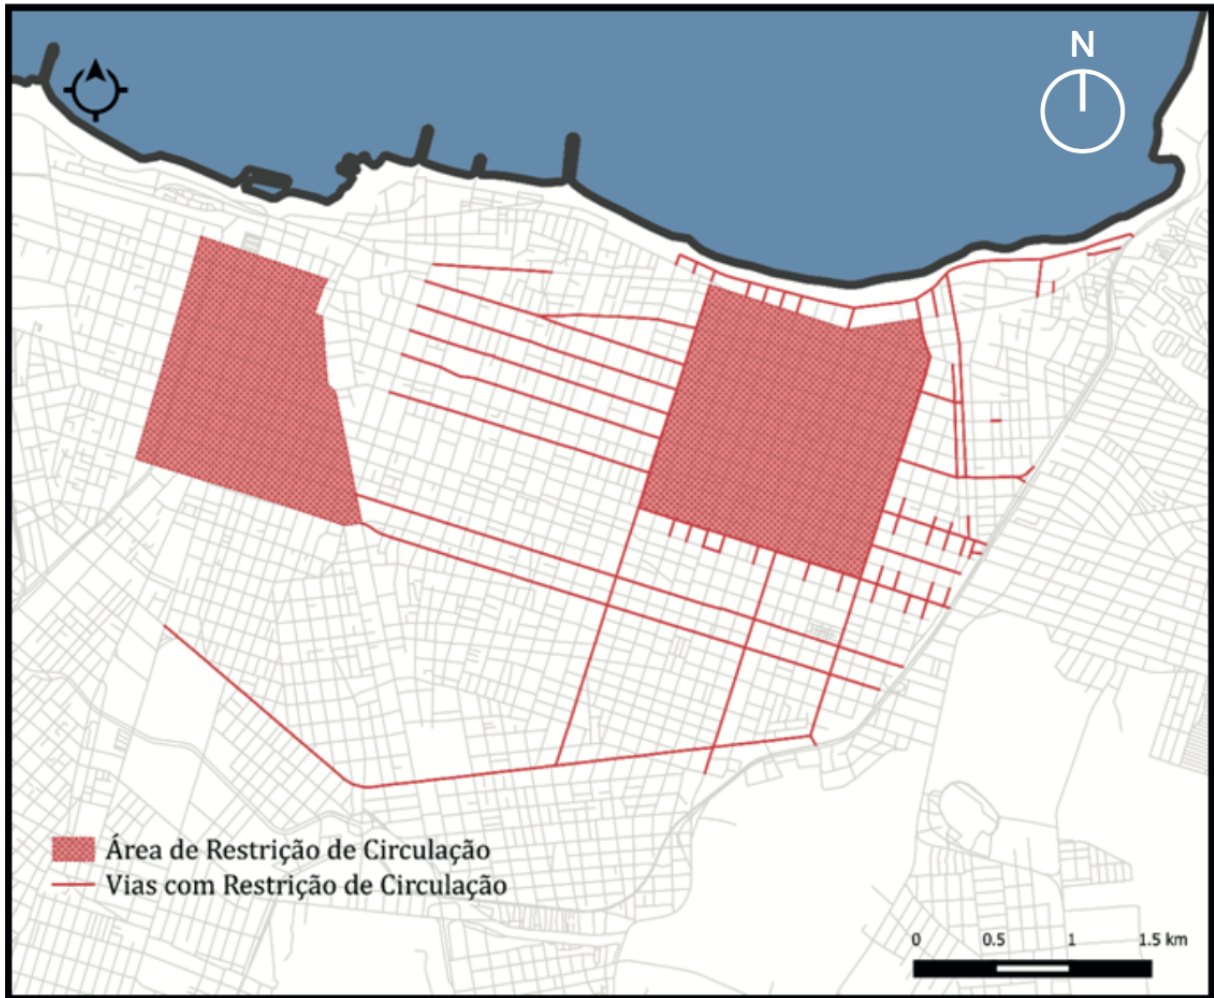 N
Área de Restrição de Circulação
Vias com Restrição de Circulação
0 0.5 1 1.5 km